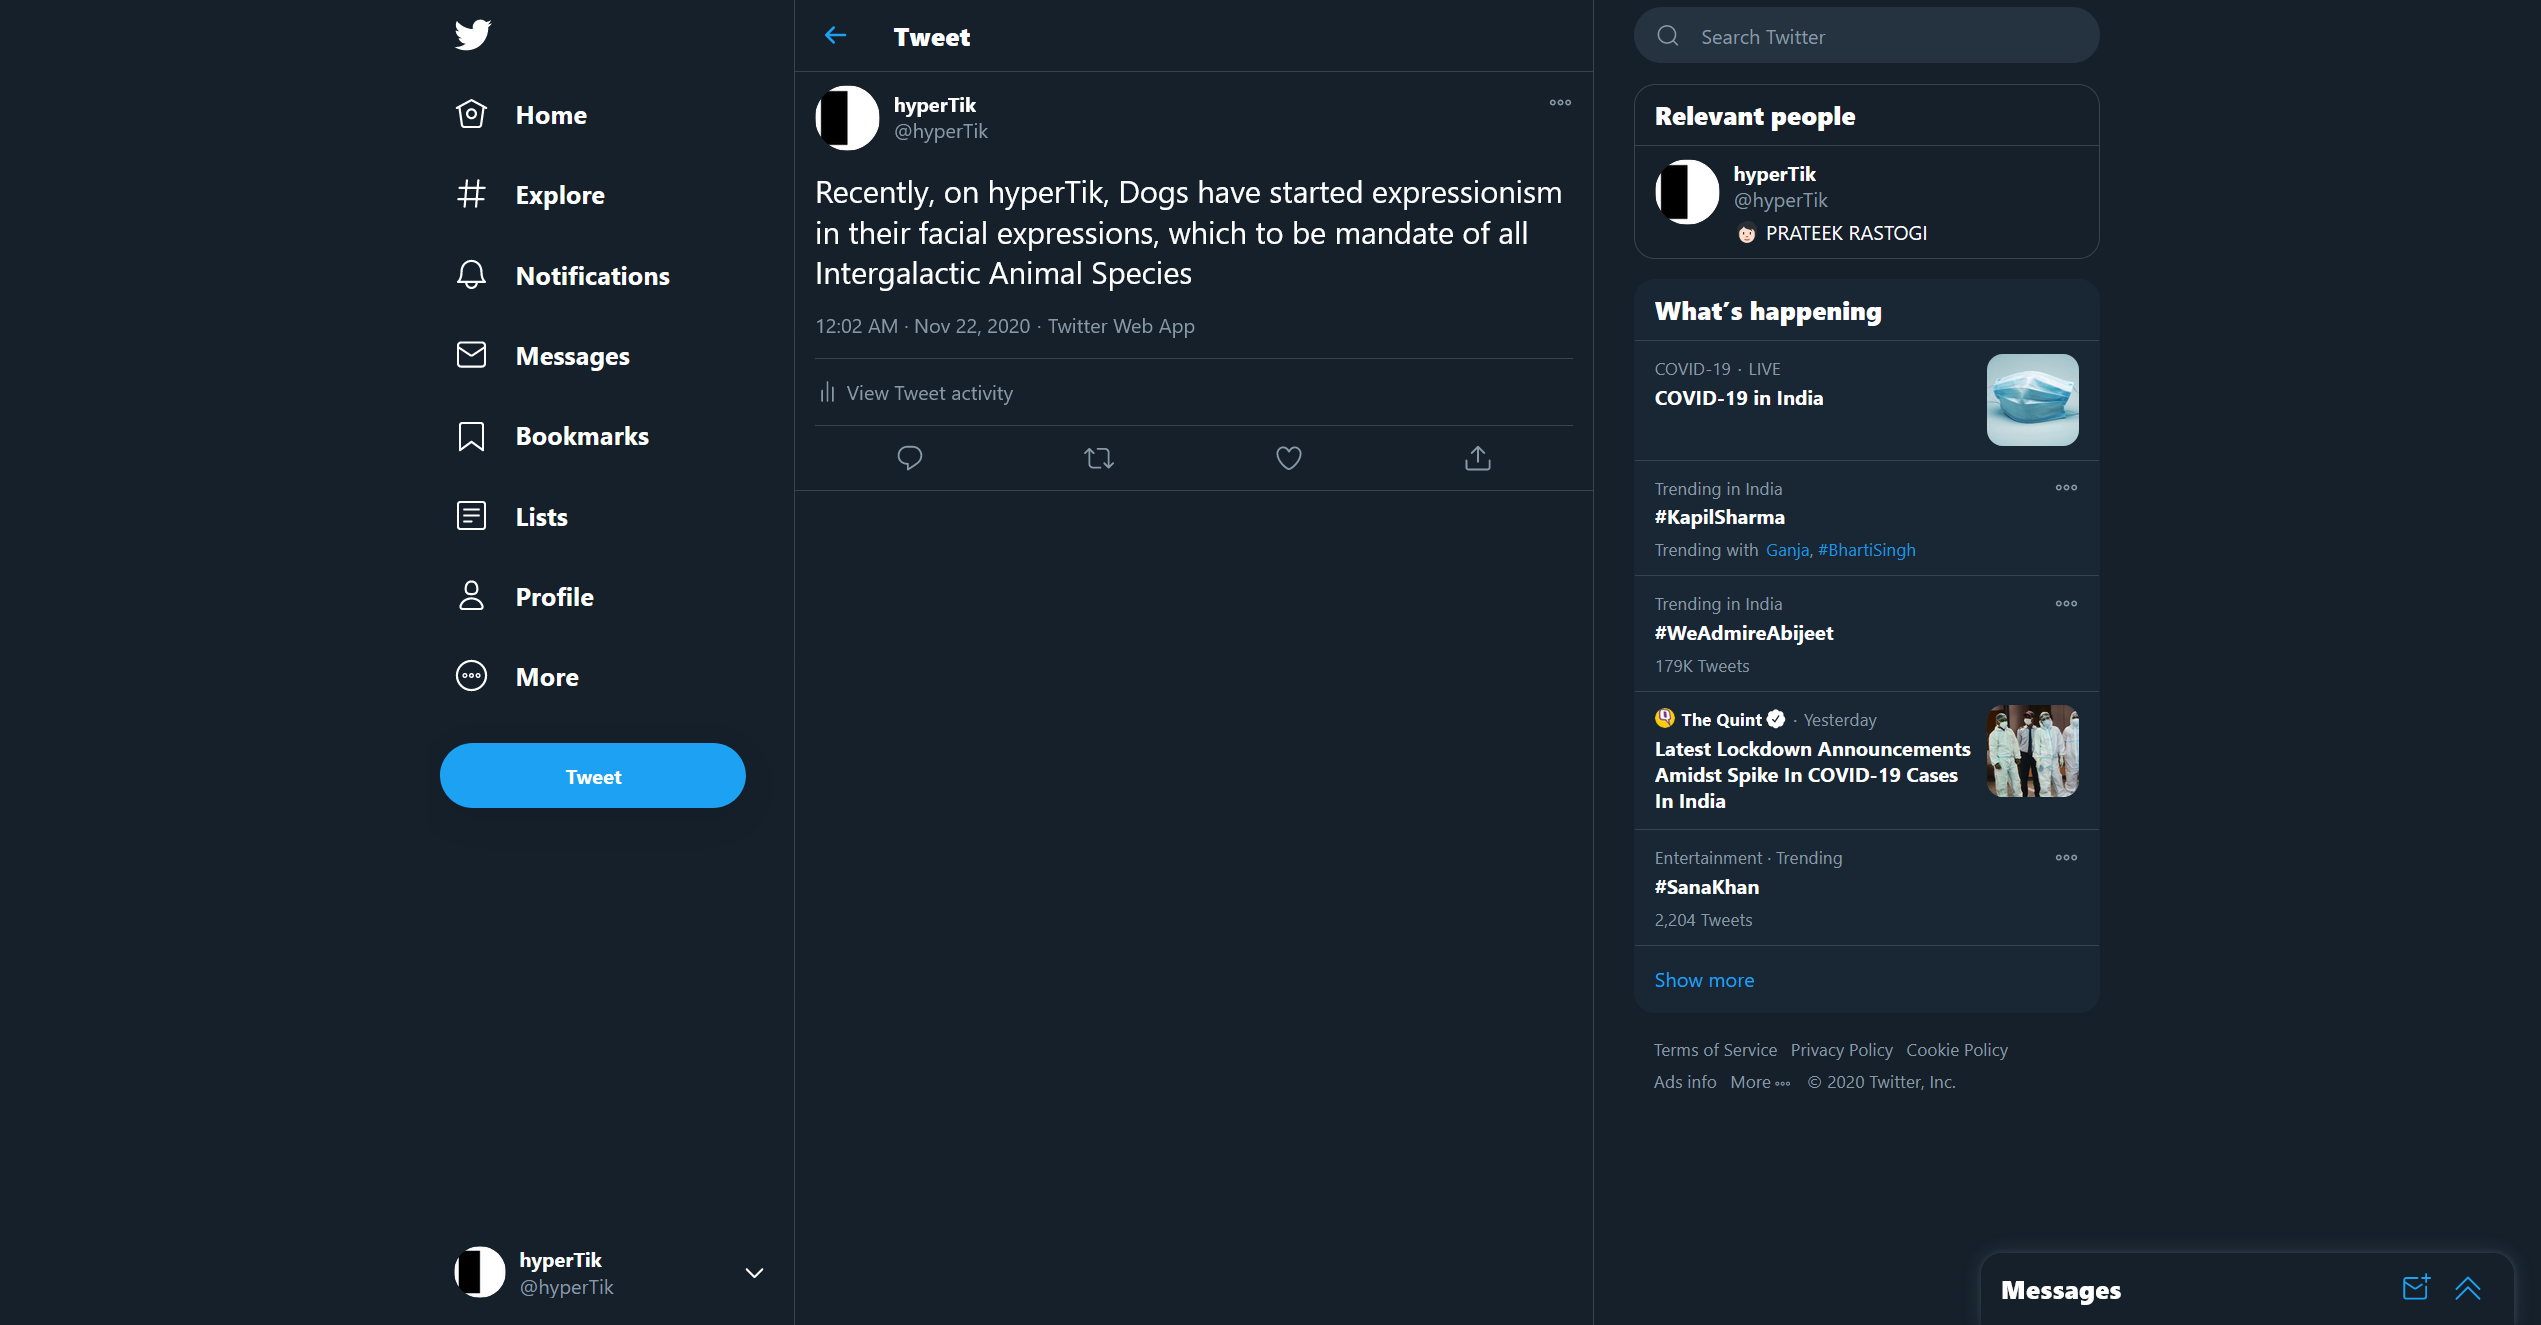 Home
Explore
Notifications
Messages
Bookmarks
Lists
Profile
More
Tweet
hyperTik
@hyperTik
Tweet
hyperTik
@hyperTik
Recently, on hyperTik, Dogs have started expressionism
in their facial expressions, which to be mandate of all
Intergalactic Animal Species
12:02 AM · Nov 22, 2020 · Twitter Web App
View Tweet activity
Search Twitter
Relevant people
hyperTik
@hyperTik
PRATEEK RASTOGI
What's happening
COVID-19 · LIVE
COVID-19 in India
Trending in India
#KapilSharma
Trending with Ganja, #BhartiSingh
Trending in India
#WeAdmireAbijeet
179K Tweets
The Quint · Yesterday
Latest Lockdown Announcements
Amidst Spike In COVID-19 Cases
In India
Entertainment · Trending
#SanaKhan
2,204 Tweets
Show more
Terms of Service Privacy Policy Cookie Policy
Ads info More © 2020 Twitter, Inc.
Messages